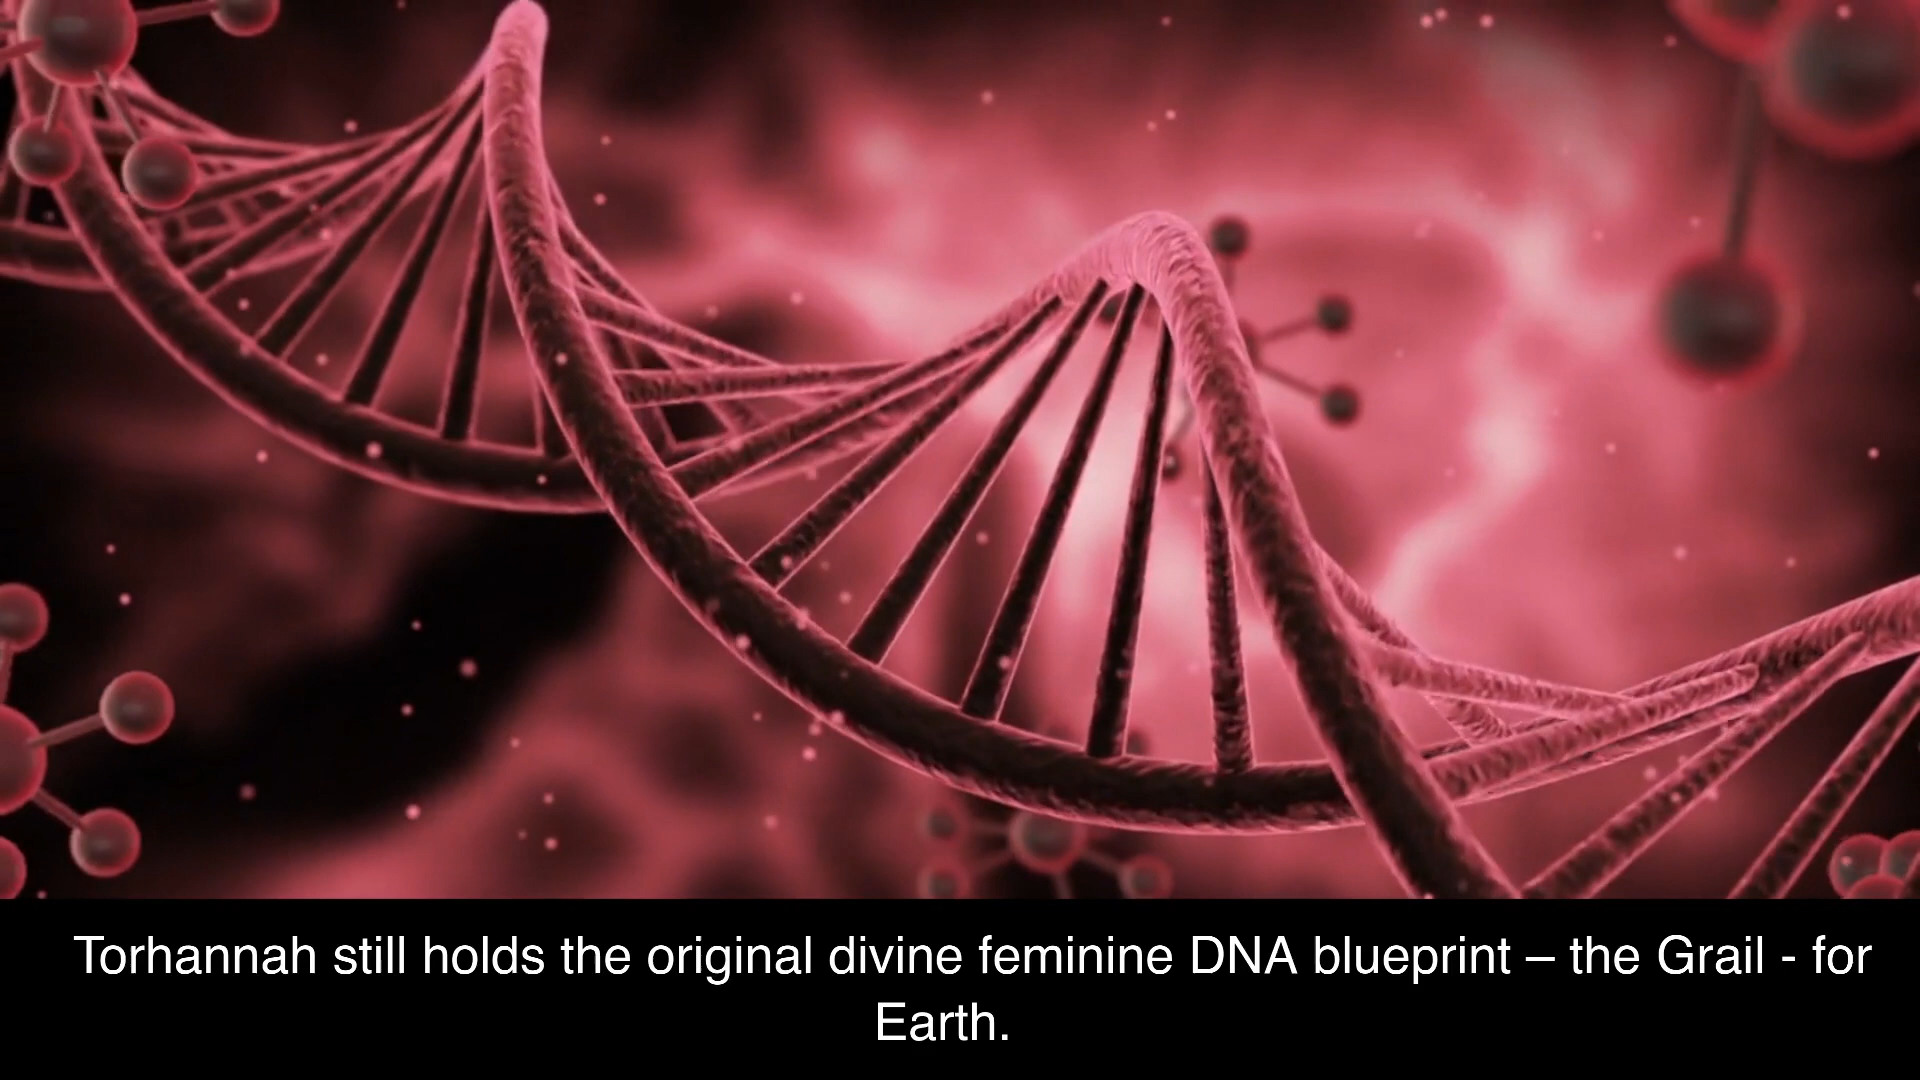 Torhannah still holds the original divine feminine DNA blueprint – the Grail - for
Earth.